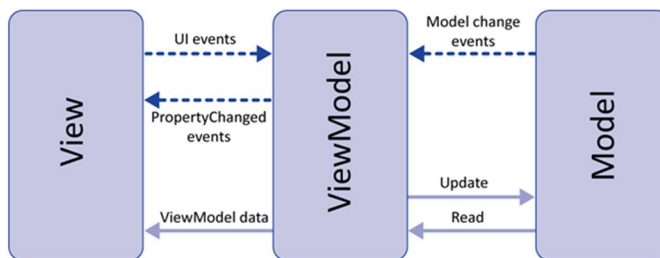 View
UI events
PropertyChanged
events
ViewModel data
ViewModel
Model change
events
Update
Read
Model